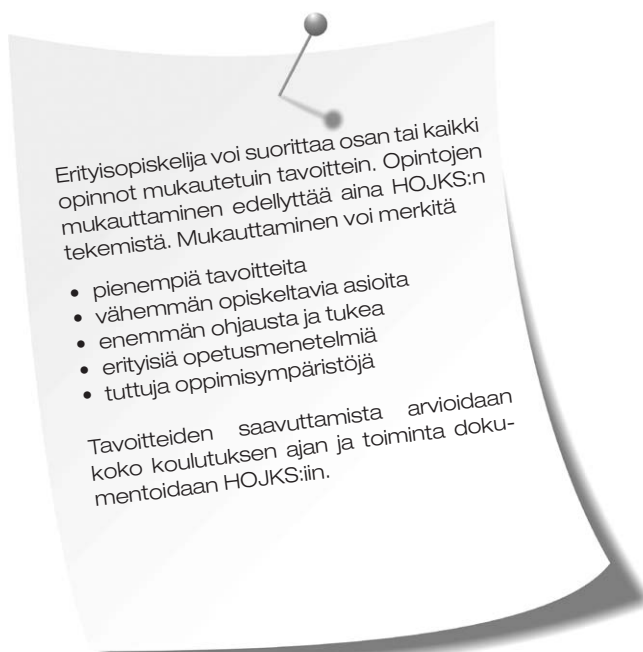 Erityisopiskelija voi suorittaa osan tai kaikki
opinnot mukautetuin tavoittein. Opintojen
mukauttaminen edellyttää aina HOJKS:n
tekemistä. Mukauttaminen voi merkitä
• pienempiä tavoitteita
• vähemmän opiskeltavia asioita
• enemmän ohjausta ja tukea
• erityisiä opetusmenetelmiä
• tuttuja oppimisympäristöjä
Tavoitteiden saavuttamista arvioidaan
koko koulutuksen ajan ja toiminta doku-
mentoidaan HOJKS:iin.